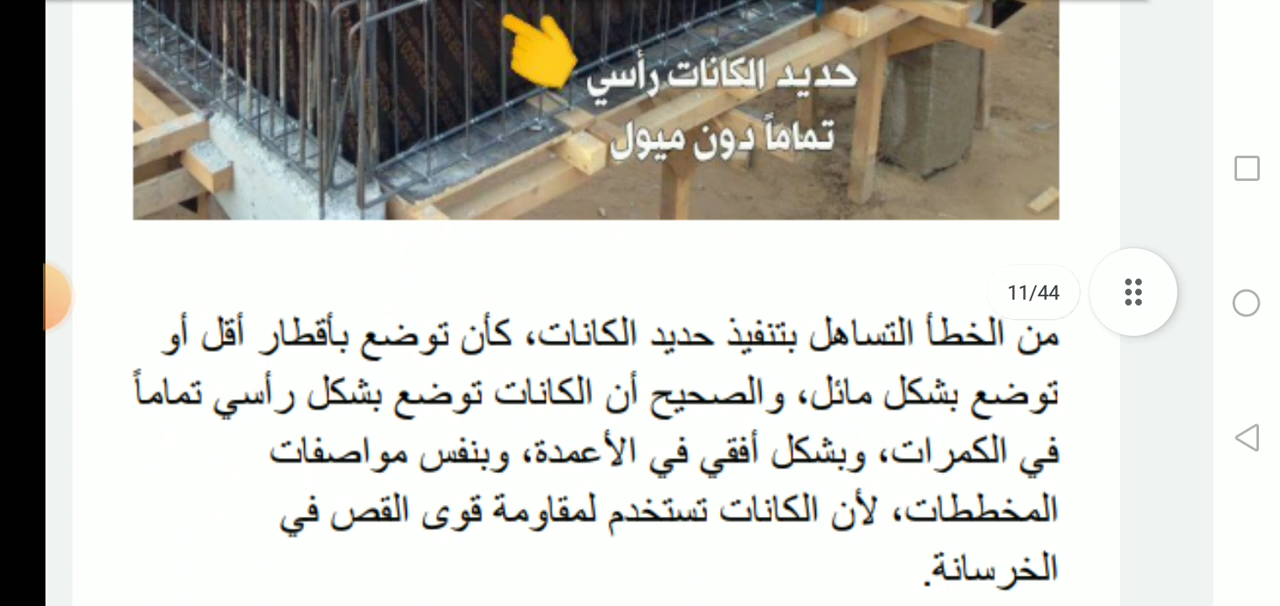 حديد الكانات رأسي
تماماً دون ميول
11/44
من الخطأ التساهل بتنفيذ حديد الكانات، كأن توضع بأقطار أقل أو
توضع بشكل مائل، والصحيح أن الكانات توضع بشكل رأسي تماماً
في الكمرات، وبشكل أفقي في الأعمدة، وبنفس مواصفات
المخططات، لأن الكانات تستخدم لمقاومة قوى القص في
الخرسانة.